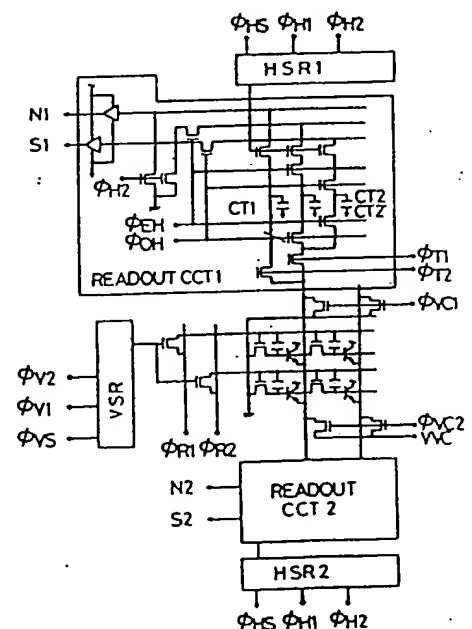 ΦHS ΦH1 ΦH2
HSR1
N1
S1
ΦH2
ΦEH
ΦOH
CT1
CT2
CT2'
READOUT CCT1
ΦT1
ΦT2
ΦVC1
ΦV2
ΦV1
ΦVS
VSR
ΦR1 ΦR2
ΦVC2
VVC
N2
S2
READOUT
CCT 2
HSR2
ΦHS ΦH1 ΦH2